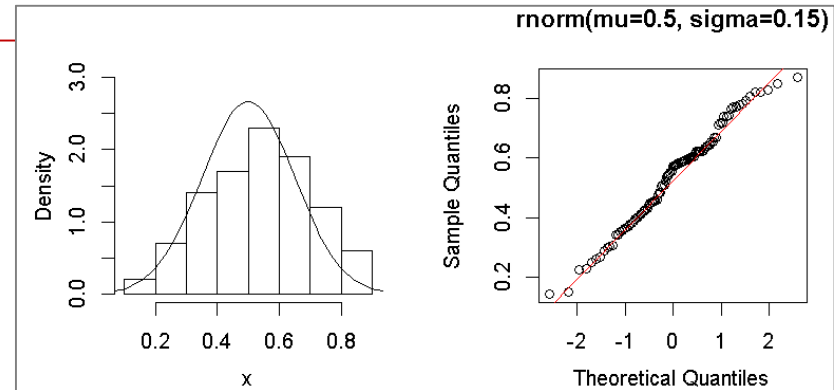 rnorm(mu=0.5, sigma=0.15)
Density
0.0 1.0 2.0 3.0
0.2 0.4 0.6 0.8
x
Sample Quantiles
0.2 0.4 0.6 0.8
-2 -1 0 1 2
Theoretical Quantiles